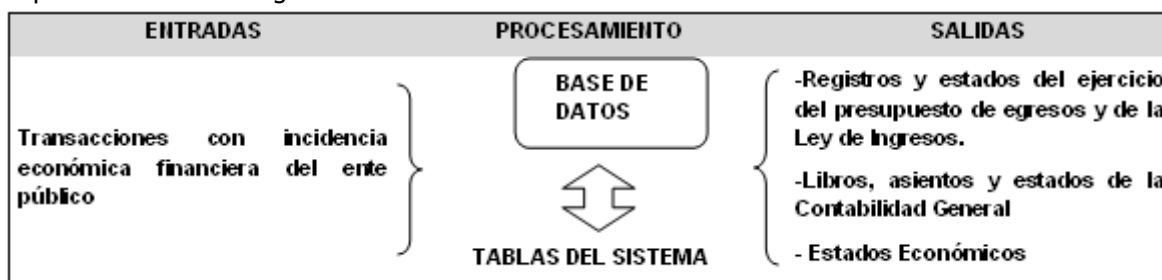 ENTRADAS
PROCESAMIENTO
SALIDAS
Transacciones con incidencia
económica financiera del ente
público
BASE DE
DATOS
TABLAS DEL SISTEMA
-Registros y estados del ejercicio
del presupuesto de egresos y de la
Ley de Ingresos.
-Libros, asientos y estados de la
Contabilidad General
- Estados Económicos